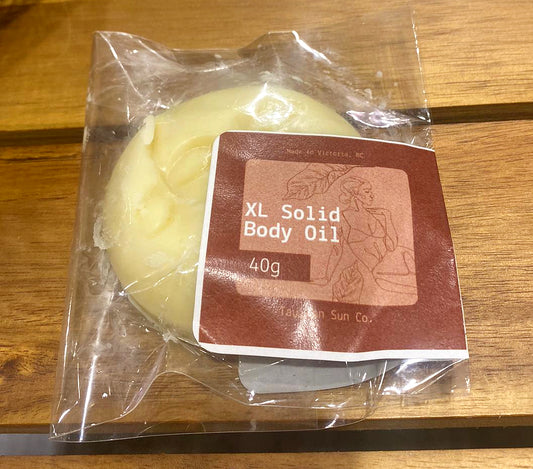 Made in Victoria, BC
XL Solid
Body Oil
40g
Sun Co.